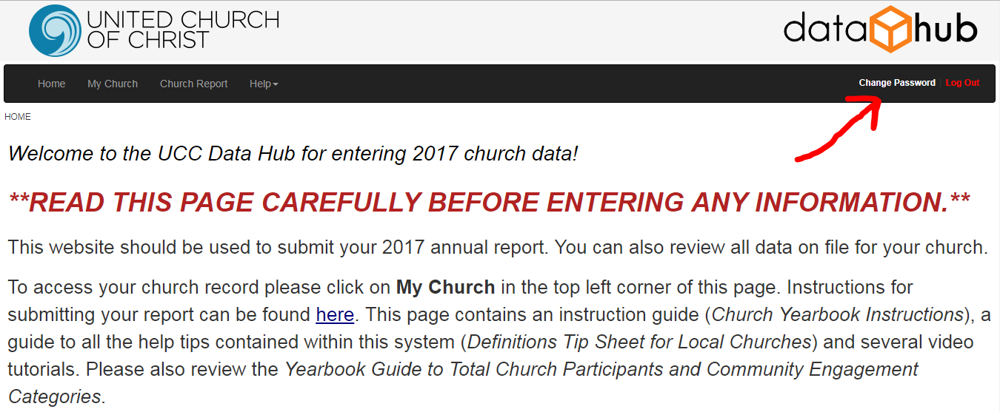 UNITED CHURCH
OF CHRIST
data hub
Home My Church Church Report Help
Change Password | Log Out
HOME
Welcome to the UCC Data Hub for entering 2017 church data!
**READ THIS PAGE CAREFULLY BEFORE ENTERING ANY INFORMATION.**
This website should be used to submit your 2017 annual report. You can also review all data on file for your church.
To access your church record please click on My Church in the top left corner of this page. Instructions for
submitting your report can be found here. This page contains an instruction guide (Church Yearbook Instructions), a
guide to all the help tips contained within this system (Definitions Tip Sheet for Local Churches) and several video
tutorials. Please also review the Yearbook Guide to Total Church Participants and Community Engagement
Categories.